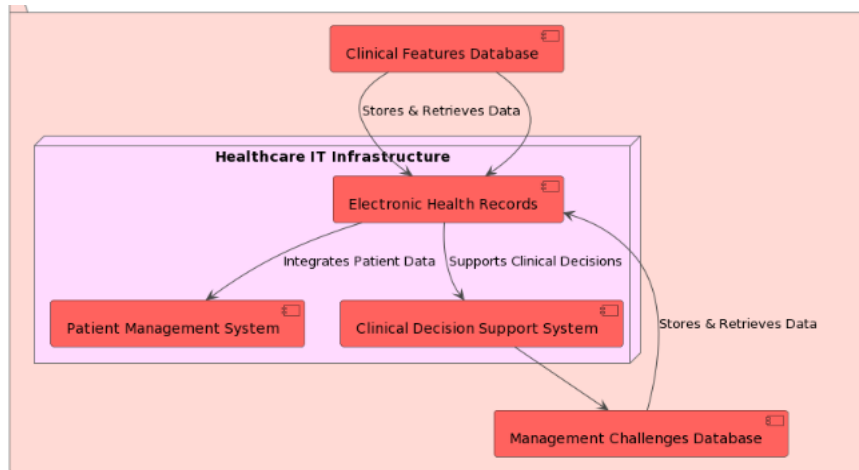 Clinical Features Database
Stores & Retrieves Data
Healthcare IT Infrastructure
Electronic Health Records
Integrates Patient Data
Supports Clinical Decisions
Patient Management System
Clinical Decision Support System
Stores & Retrieves Data
Management Challenges Database